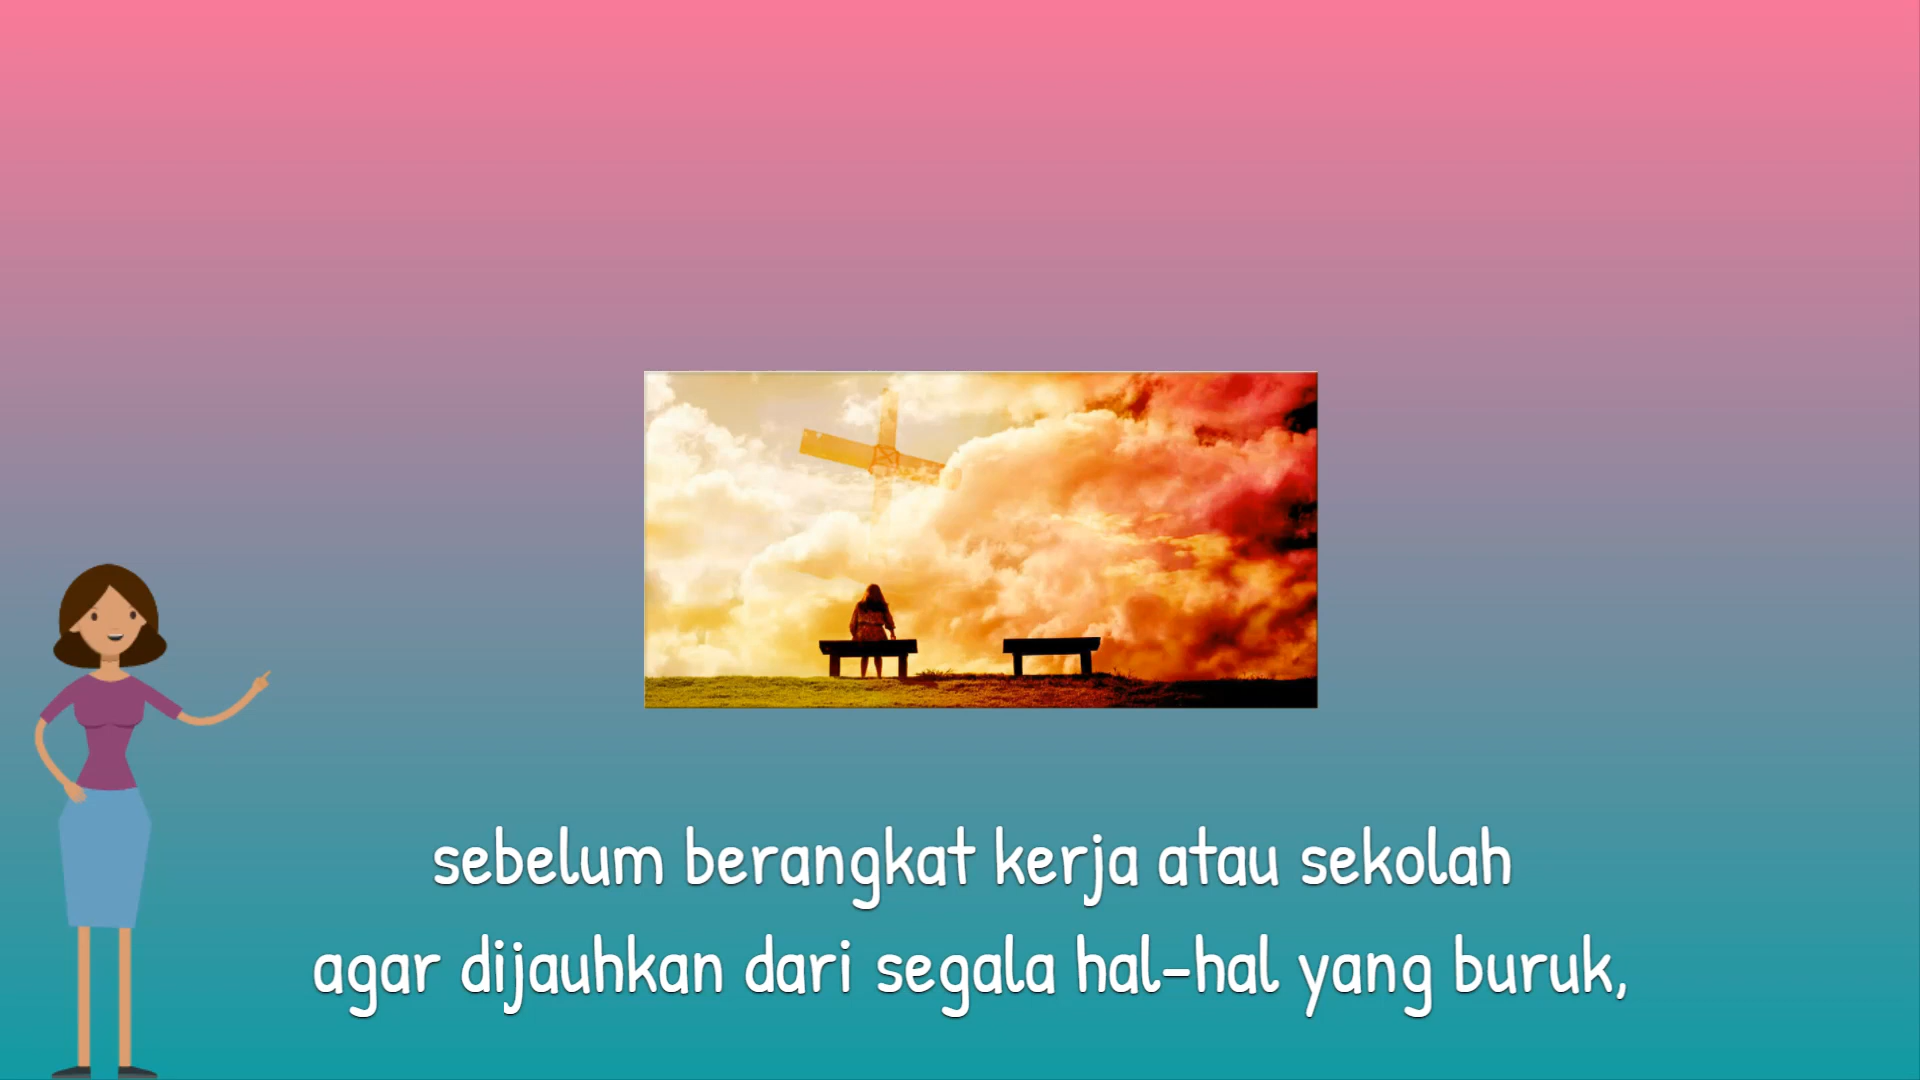 sebelum berangkat kerja atau sekolah
agar dijauhkan dari segala hal-hal yang buruk,